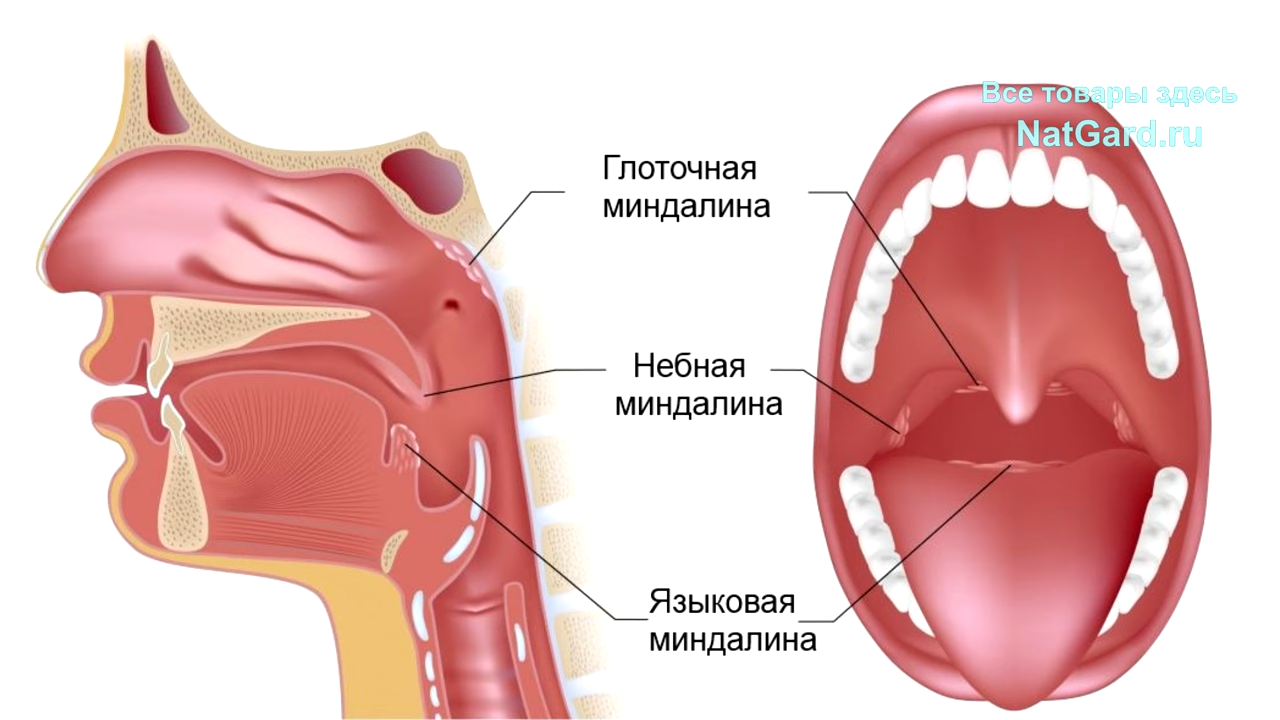 Все товары здесь
NatGard.ru
Глоточная
миндалина
Небная
миндалина
Языковая
миндалина